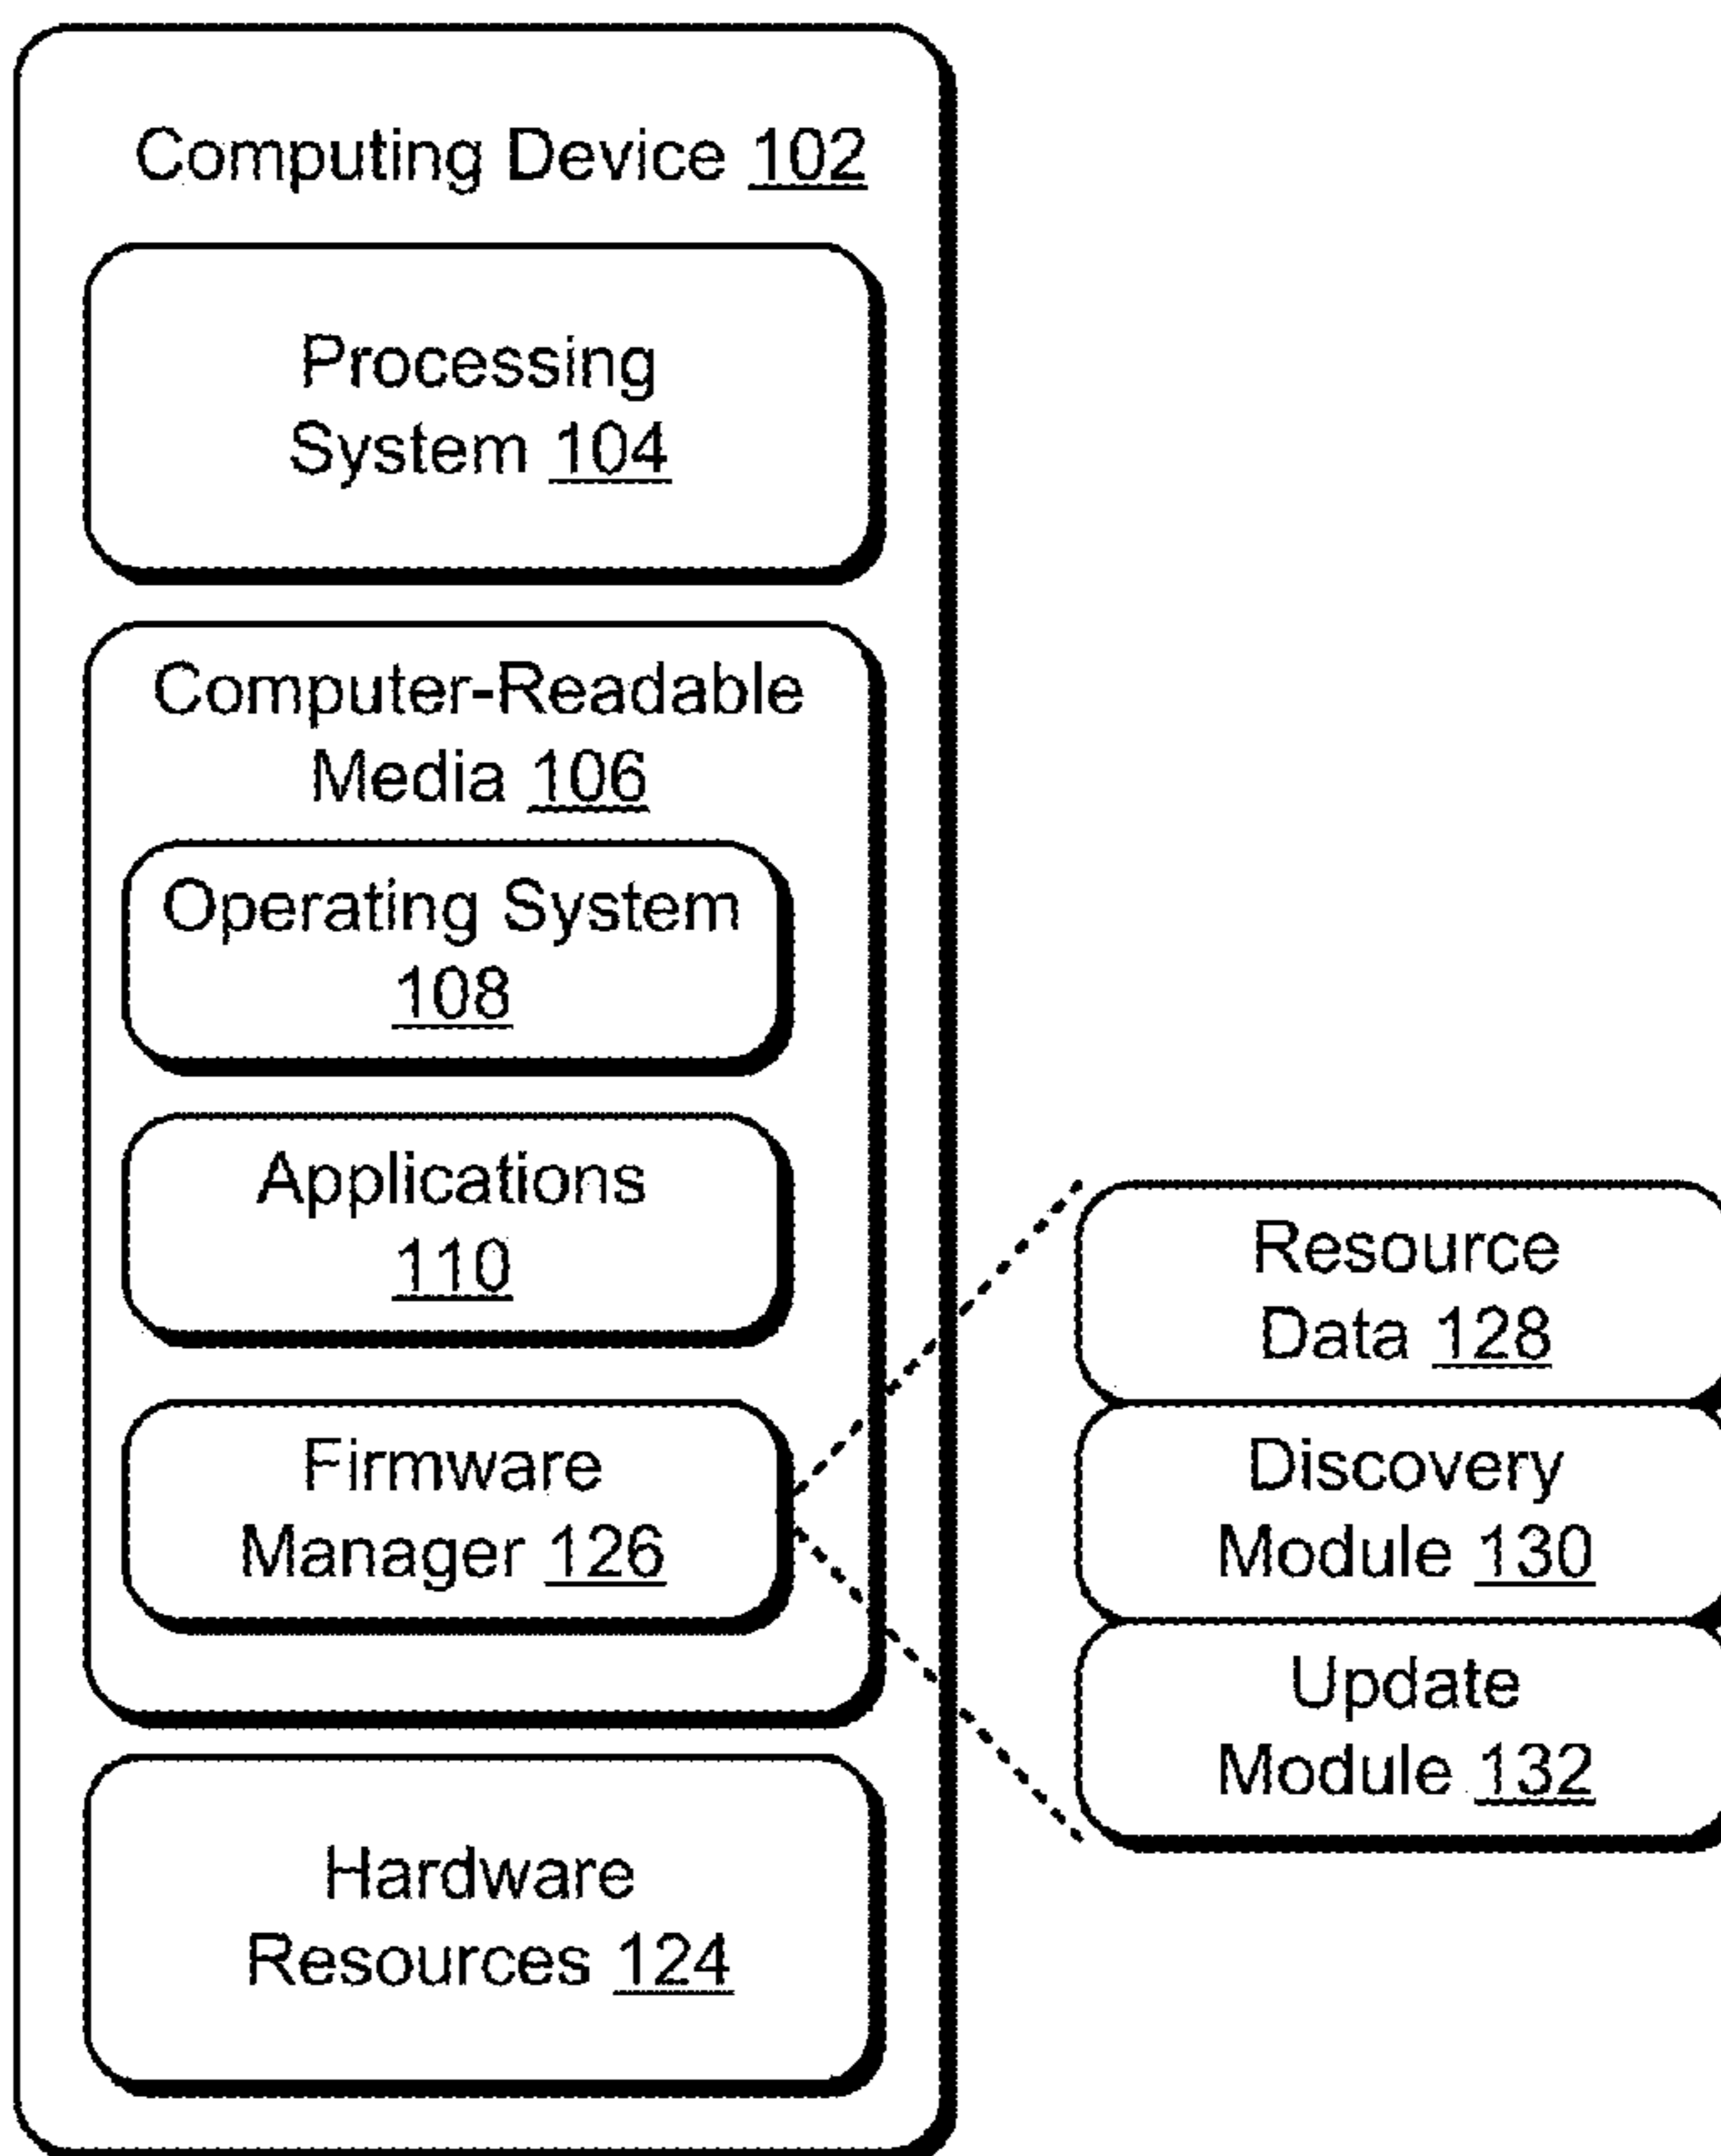 Computing Device 102
Processing
System 104
Computer-Readable
Media 106
Operating System
108
Applications
110
Firmware
Manager 126
Hardware
Resources 124
Resource
Data 128
Discovery
Module 130
Update
Module 132